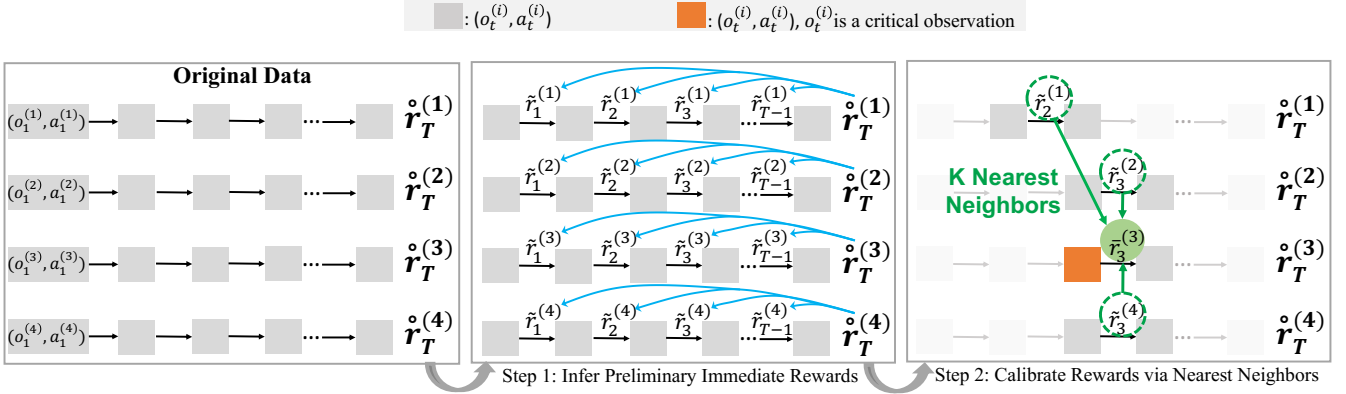 : (o_t^{(i)}, a_t^{(i)})
: (o_t^{(i)}, a_t^{(i)}), o_t^{(i)} is a critical observation
Original Data
(o_1^{(1)}, a_1^{(1)}) ... r̊_T^{(1)}
(o_1^{(2)}, a_1^{(2)}) ... r̊_T^{(2)}
(o_1^{(3)}, a_1^{(3)}) ... r̊_T^{(3)}
(o_1^{(4)}, a_1^{(4)}) ... r̊_T^{(4)}
r̃_1^{(1)} r̃_2^{(1)} r̃_3^{(1)} r̃_{T-1}^{(1)}
... r̊_T^{(1)}
r̃_1^{(2)} r̃_2^{(2)} r̃_3^{(2)} r̃_{T-1}^{(2)}
... r̊_T^{(2)}
r̃_1^{(3)} r̃_2^{(3)} r̃_3^{(3)} r̃_{T-1}^{(3)}
... r̊_T^{(3)}
r̃_1^{(4)} r̃_2^{(4)} r̃_3^{(4)} r̃_{T-1}^{(4)}
... r̊_T^{(4)}
Step 1: Infer Preliminary Immediate Rewards
r̃_2^{(1)}
... r̊_T^{(1)}
K Nearest
Neighbors
r̃_3^{(2)}
... r̊_T^{(2)}
r̄_3^{(3)}
... r̊_T^{(3)}
r̃_3^{(4)}
... r̊_T^{(4)}
Step 2: Calibrate Rewards via Nearest Neighbors